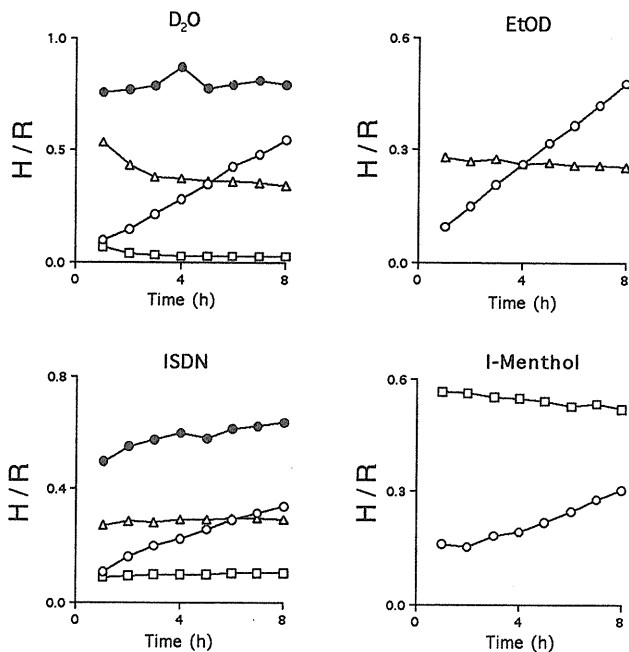 D₂O
H / R
1.0
0.5
0.0
0
4
8
Time (h)
EtOD
H / R
0.6
0.3
0.0
0
4
8
Time (h)
ISDN
H / R
0.8
0.4
0.0
0
4
8
Time (h)
l-Menthol
H / R
0.6
0.3
0.0
0
4
8
Time (h)